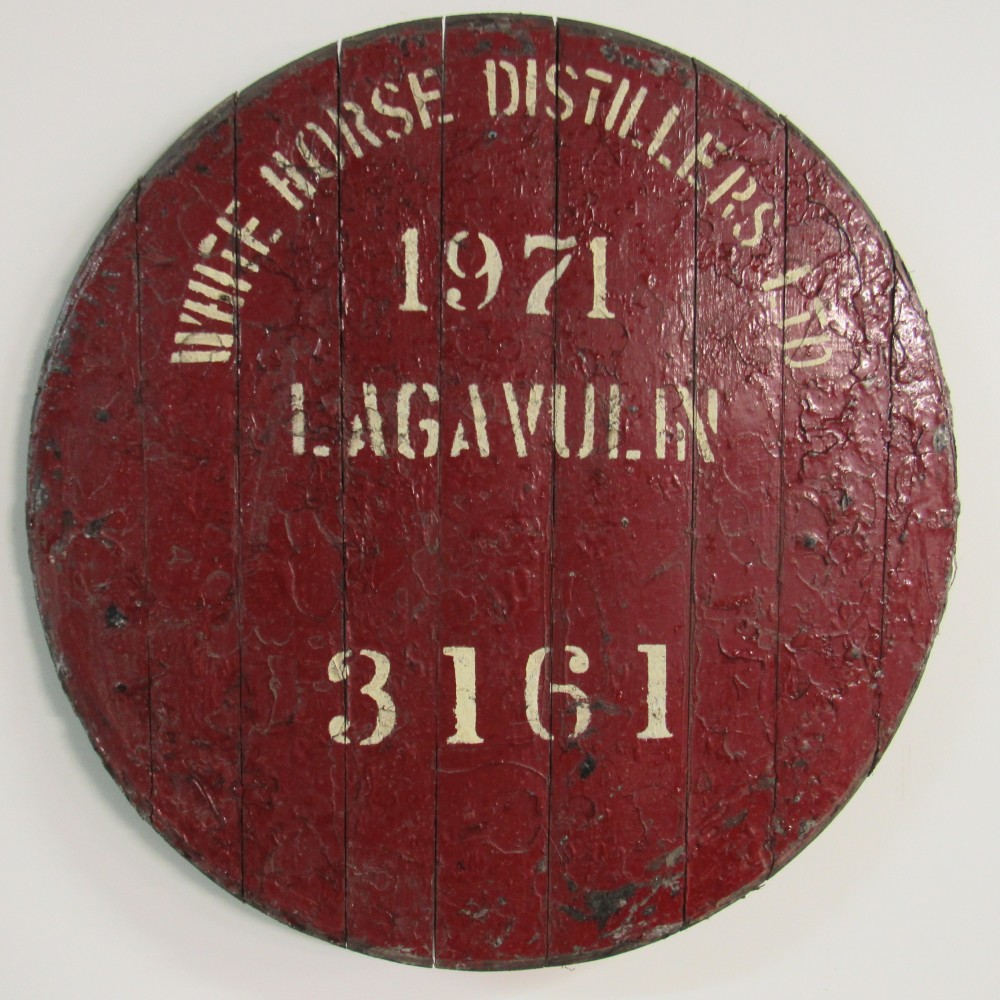 WHITE HORSE DISTILLERS LTD
1971
LAGAVULIN
3161